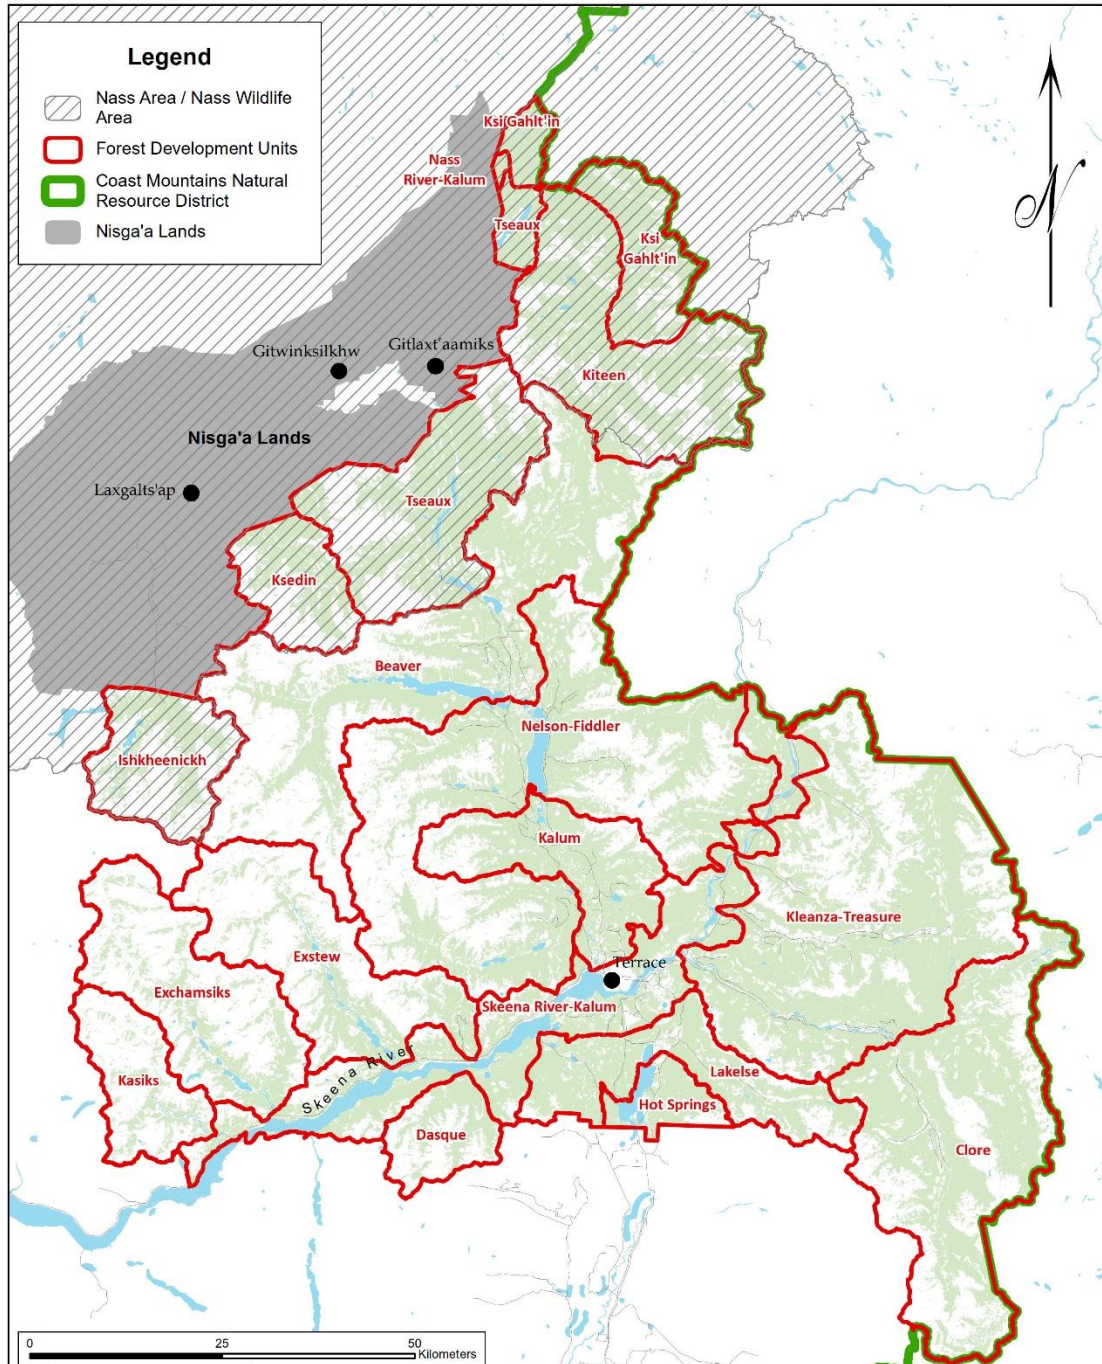 Legend
Nass Area / Nass Wildlife
Area
Forest Development Units
Coast Mountains Natural
Resource District
Nisga'a Lands
N
Ksi Gahlt'in
Nass
River-Kalum
Tseaux
Ksi
Gahlt'in
Gitwinksilkhw
Gitlaxt'aamiks
Kiteen
Nisga'a Lands
Laxgalts'ap
Tseaux
Ksedin
Beaver
Nelson-Fiddler
Ishkheenickh
Kalum
Kleanza-Treasure
Exstew
Terrace
Exchamsiks
Skeena River-Kalum
Skeena River
Kasiks
Lakelse
Hot Springs
Dasque
Clore
0 25 50
Kilometers